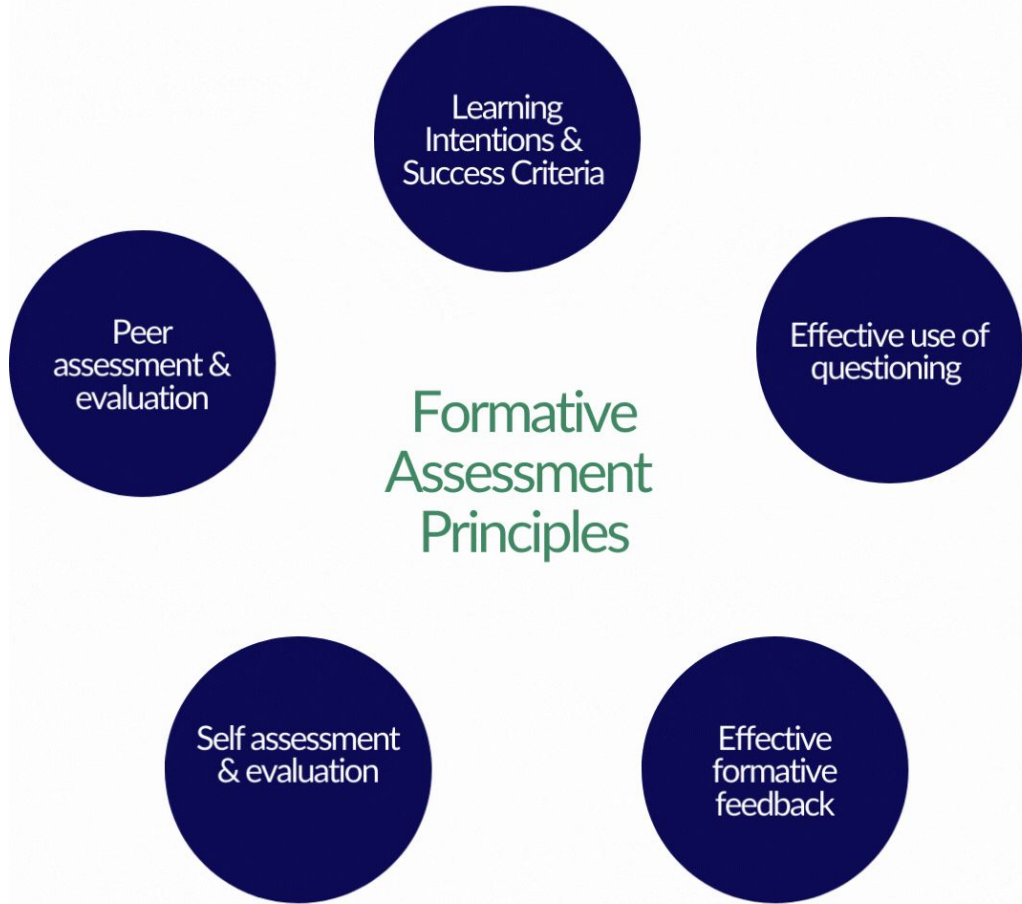 Learning
Intentions &
Success Criteria
Peer
assessment &
evaluation
Effective use of
questioning
Formative
Assessment
Principles
Self assessment
& evaluation
Effective
formative
feedback